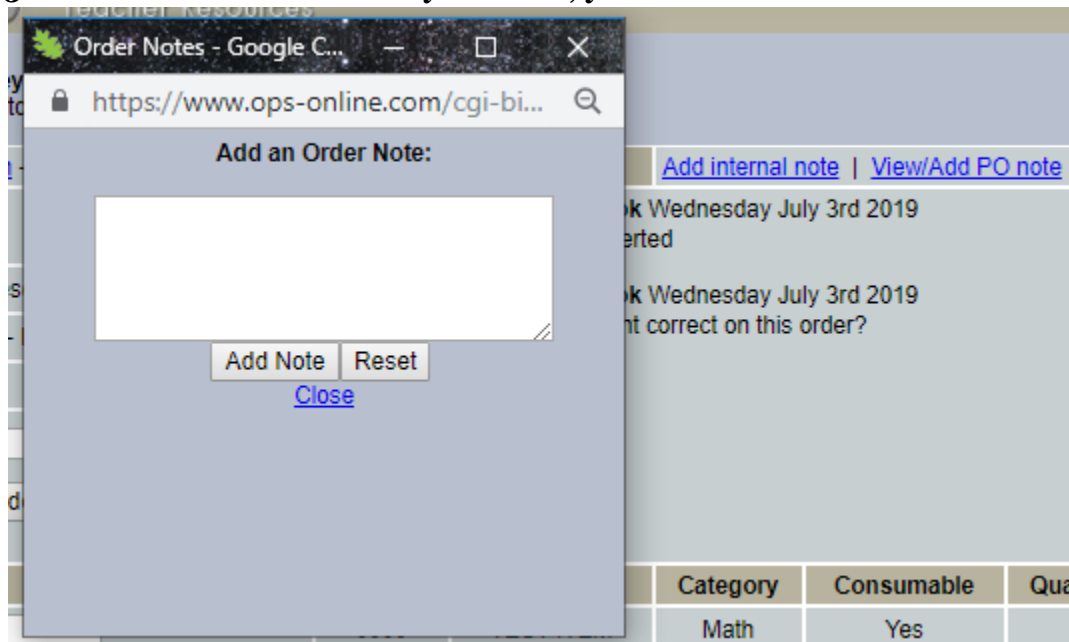 Teacher Resources
Order Notes - Google C...
https://www.ops-online.com/cgi-bi...
Add an Order Note:
Add internal note | View/Add PO note
Wednesday July 3rd 2019
Wednesday July 3rd 2019
correct on this order?
Add Note Reset
Close
Category Consumable
Math Yes